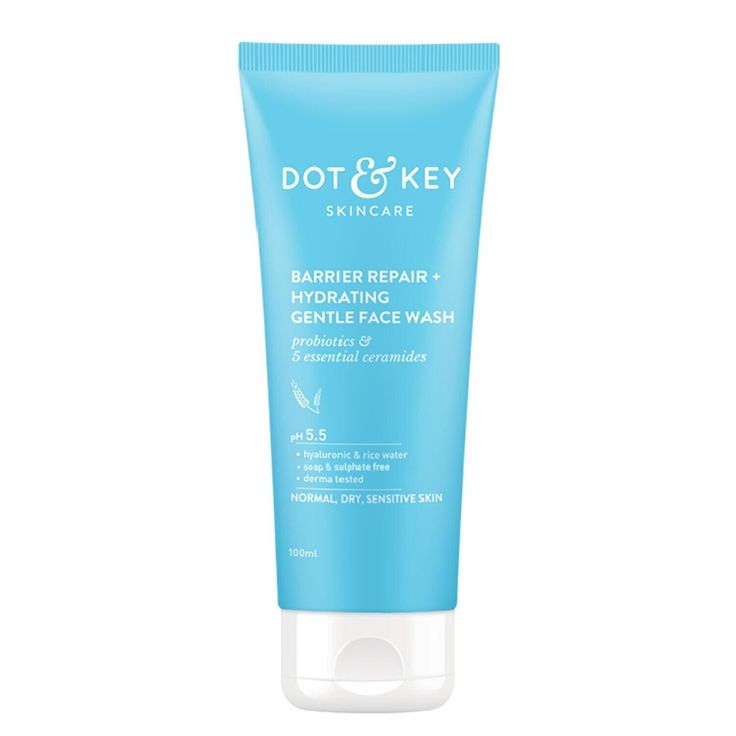 DOT & KEY
SKINCARE
BARRIER REPAIR +
HYDRATING
GENTLE FACE WASH
probiotics &
5 essential ceramides
pH 5.5
• hyaluronic & rice water
• soap & sulphate free
• derma tested
NORMAL, DRY, SENSITIVE SKIN
100ml